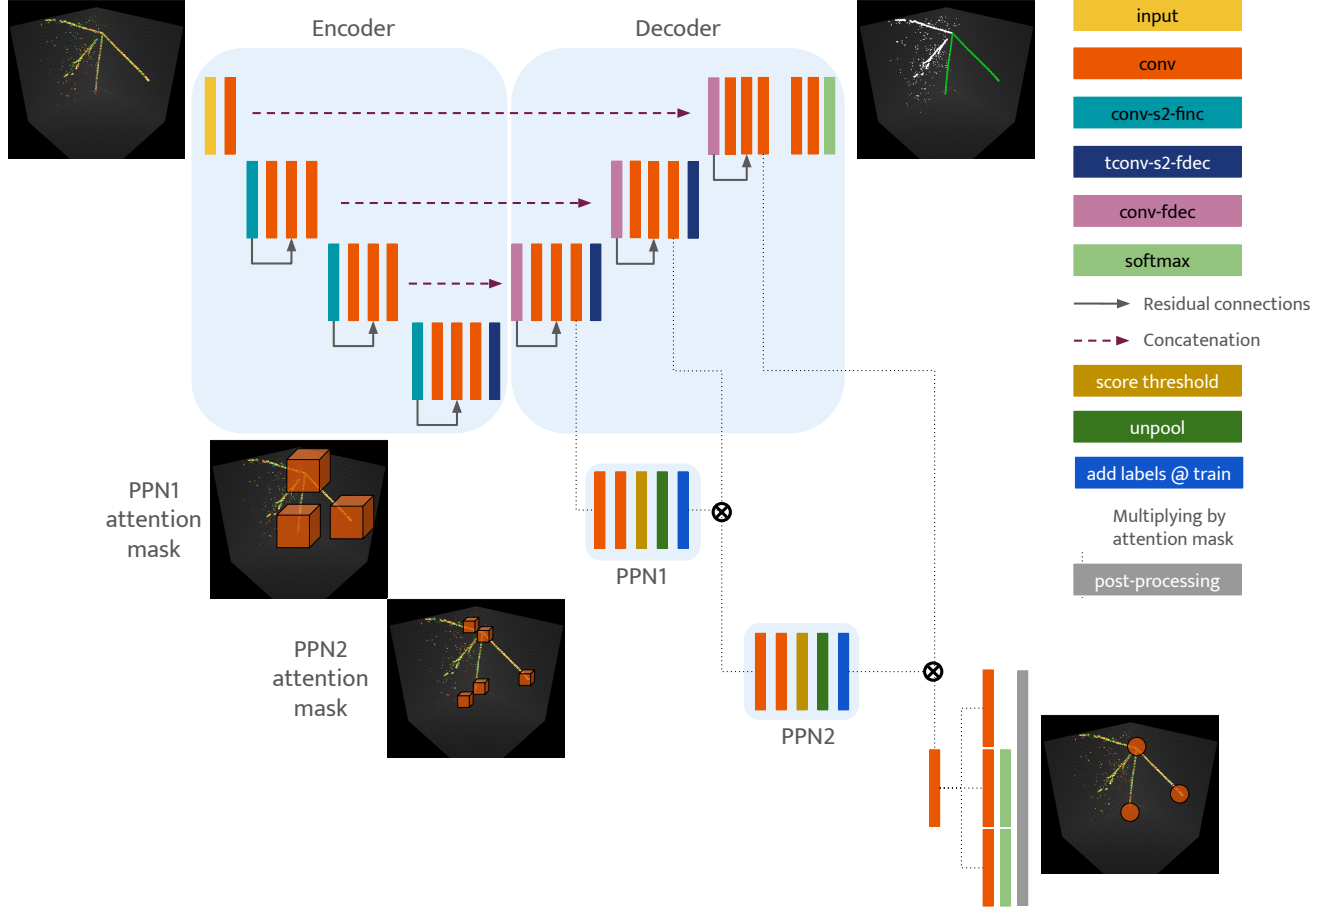 Encoder
Decoder
input
conv
conv-s2-finc
tconv-s2-fdec
conv-fdec
softmax
Residual connections
Concatenation
score threshold
unpool
add labels @ train
Multiplying by
attention mask
post-processing
PPN1
attention
mask
PPN1
PPN2
attention
mask
PPN2